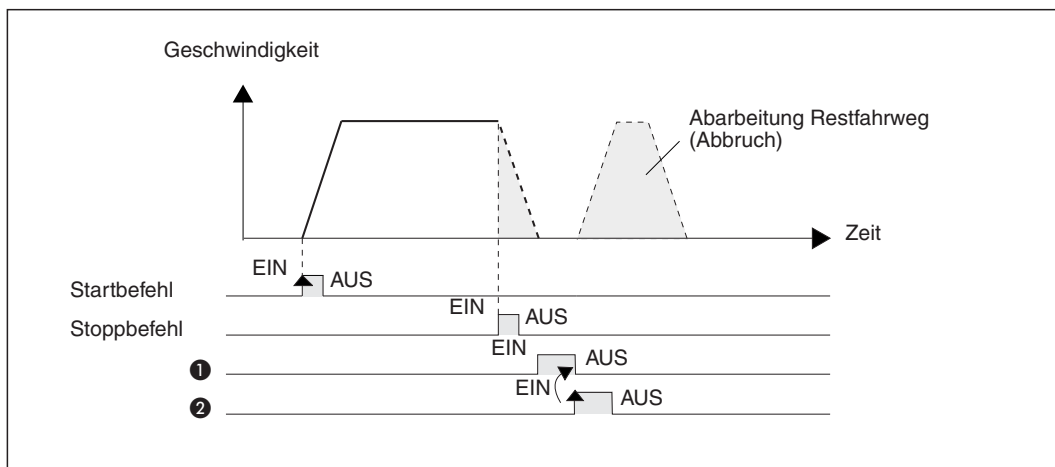 Geschwindigkeit
Abarbeitung Restfahrweg
(Abbruch)
Zeit
EIN
AUS
Startbefehl
EIN
AUS
Stoppbefehl
EIN
AUS
❶
EIN
AUS
❷